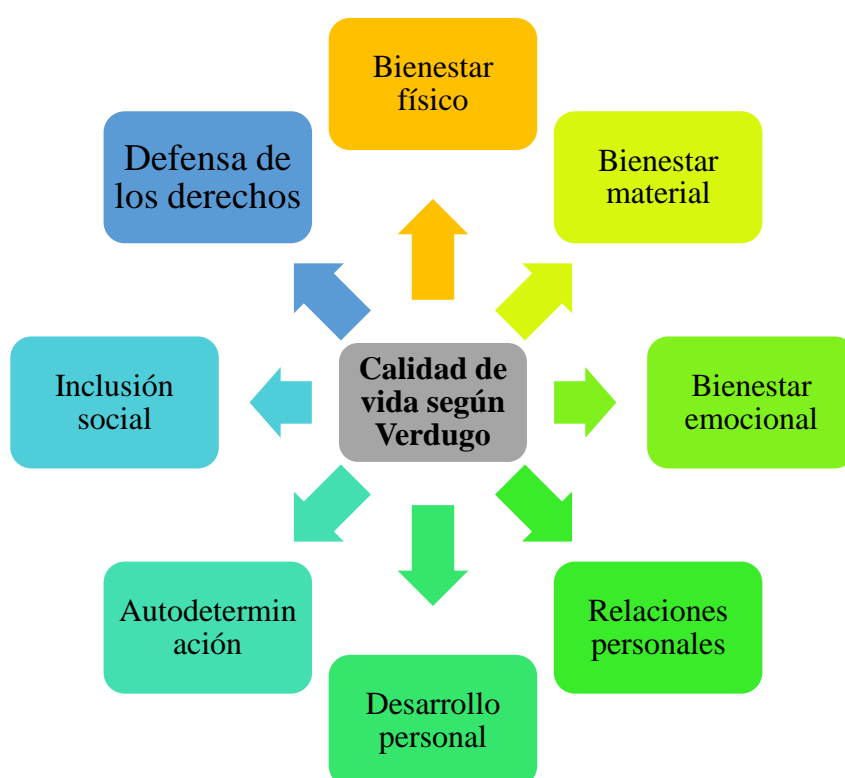 Bienestar
físico
Defensa de
los derechos
Bienestar
material
Inclusión
social
Calidad de
vida según
Verdugo
Bienestar
emocional
Autodetermin
ación
Relaciones
personales
Desarrollo
personal